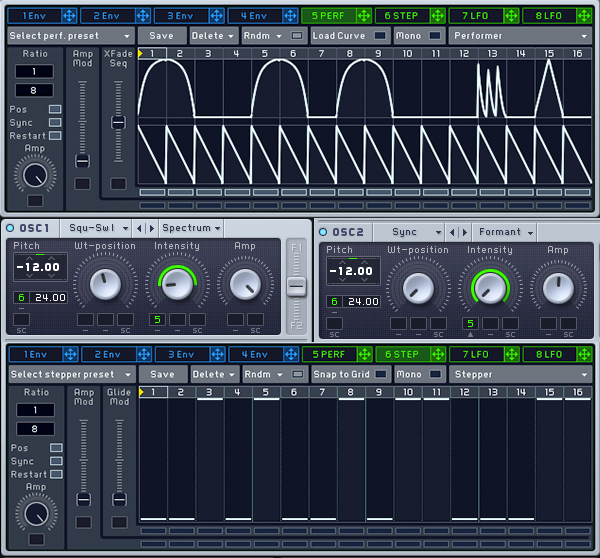 1 Env 2 Env 3 Env 4 Env 5 PERF 6 STEP 7 LFO 8 LFO
Select perf. preset Save Delete Rndm Load Curve Mono Performer
Ratio Amp Mod XFade Seq 1 2 3 4 5 6 7 8 9 10 11 12 13 14 15 16
1
8
Pos
Sync
Restart
Amp
OSC1 Squ-Sw I Spectrum
Pitch Wt-position Intensity Amp
-12.00
6 24.00
5
SC SC
F1
F2
OSC2 Sync Formant
Pitch Wt-position Intensity Amp
-12.00
6 24.00
5
SC SC
1 Env 2 Env 3 Env 4 Env 5 PERF 6 STEP 7 LFO 8 LFO
Select stepper preset Save Delete Rndm Snap to Grid Mono Stepper
Ratio Amp Mod Glide Mod 1 2 3 4 5 6 7 8 9 10 11 12 13 14 15 16
1
8
Pos
Sync
Restart
Amp